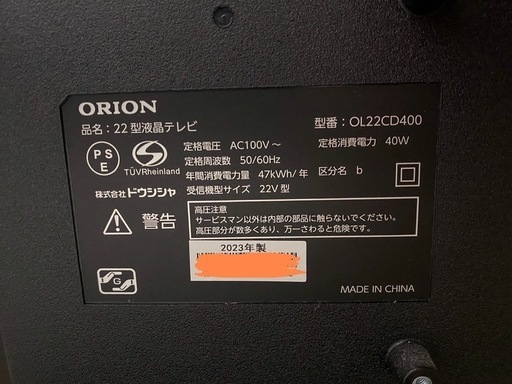 ORION
品名：22型液晶テレビ
型番：OL22CD400
PSE
TÜVRheinland
定格電圧 AC100V～
定格消費電力 40W
定格周波数 50/60Hz
年間消費電力量 47kWh/年
区分名 b
受信機型サイズ 22V型
株式会社ドウシシャ
警告
高圧注意
サービスマン以外は内部の部品に触らないでください。
高圧部分が数多くあり、万一さわると危険です。
2023年製
G
MADE IN CHINA